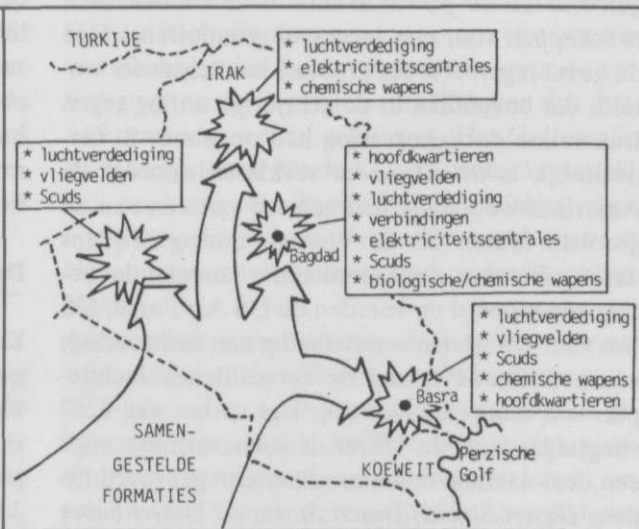 TURKIJE
IRAK
* luchtverdediging
* elektriciteitscentrales
* chemische wapens
* luchtverdediging
* vliegvelden
* Scuds
* hoofdkwartieren
* vliegvelden
* luchtverdediging
* verbindingen
* elektriciteitscentrales
* Scuds
* biologische/chemische wapens
Bagdad
* luchtverdediging
* vliegvelden
* Scuds
* chemische wapens
* hoofdkwartieren
Basra
Perzische
Golf
KOEWEIT
SAMEN-
GESTELDE
FORMATIES